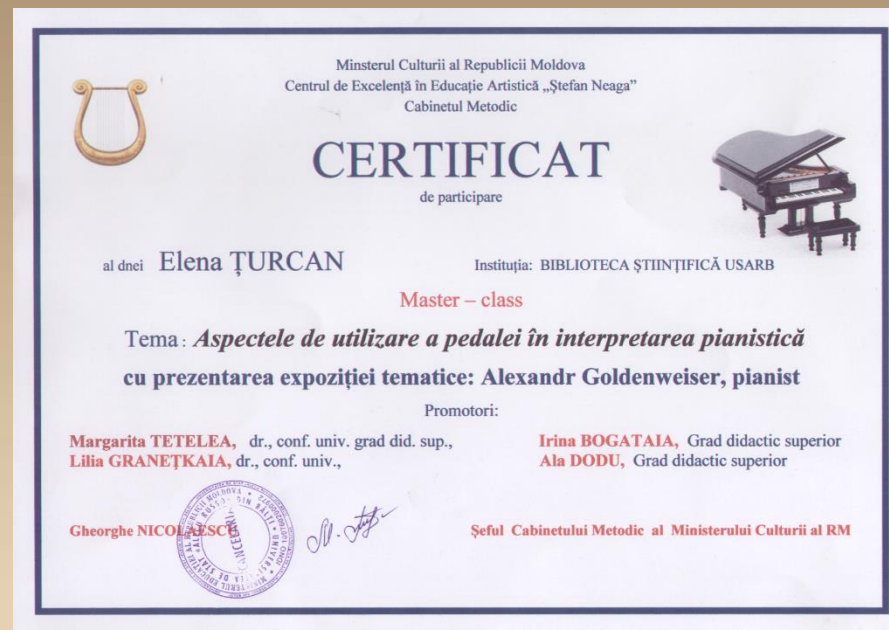 Minsterul Culturii al Republicii Moldova
Centrul de Excelență în Educație Artistică „Ștefan Neaga”
Cabinetul Metodic
CERTIFICAT
de participare
al dnei Elena ȚURCAN Instituția: BIBLIOTECA ȘTIINȚIFICĂ USARB
Master – class
Tema : Aspectele de utilizare a pedalei în interpretarea pianistică
cu prezentarea expoziției tematice: Alexandr Goldenweiser, pianist
Promotori:
Margarita TETELEA, dr., conf. univ. grad did. sup., Irina BOGATAIA, Grad didactic superior
Lilia GRANEȚKAIA, dr., conf. univ., Ala DODU, Grad didactic superior
Gheorghe NICOLAESCU Șeful Cabinetului Metodic al Ministerului Culturii al RM
CANCELARIA